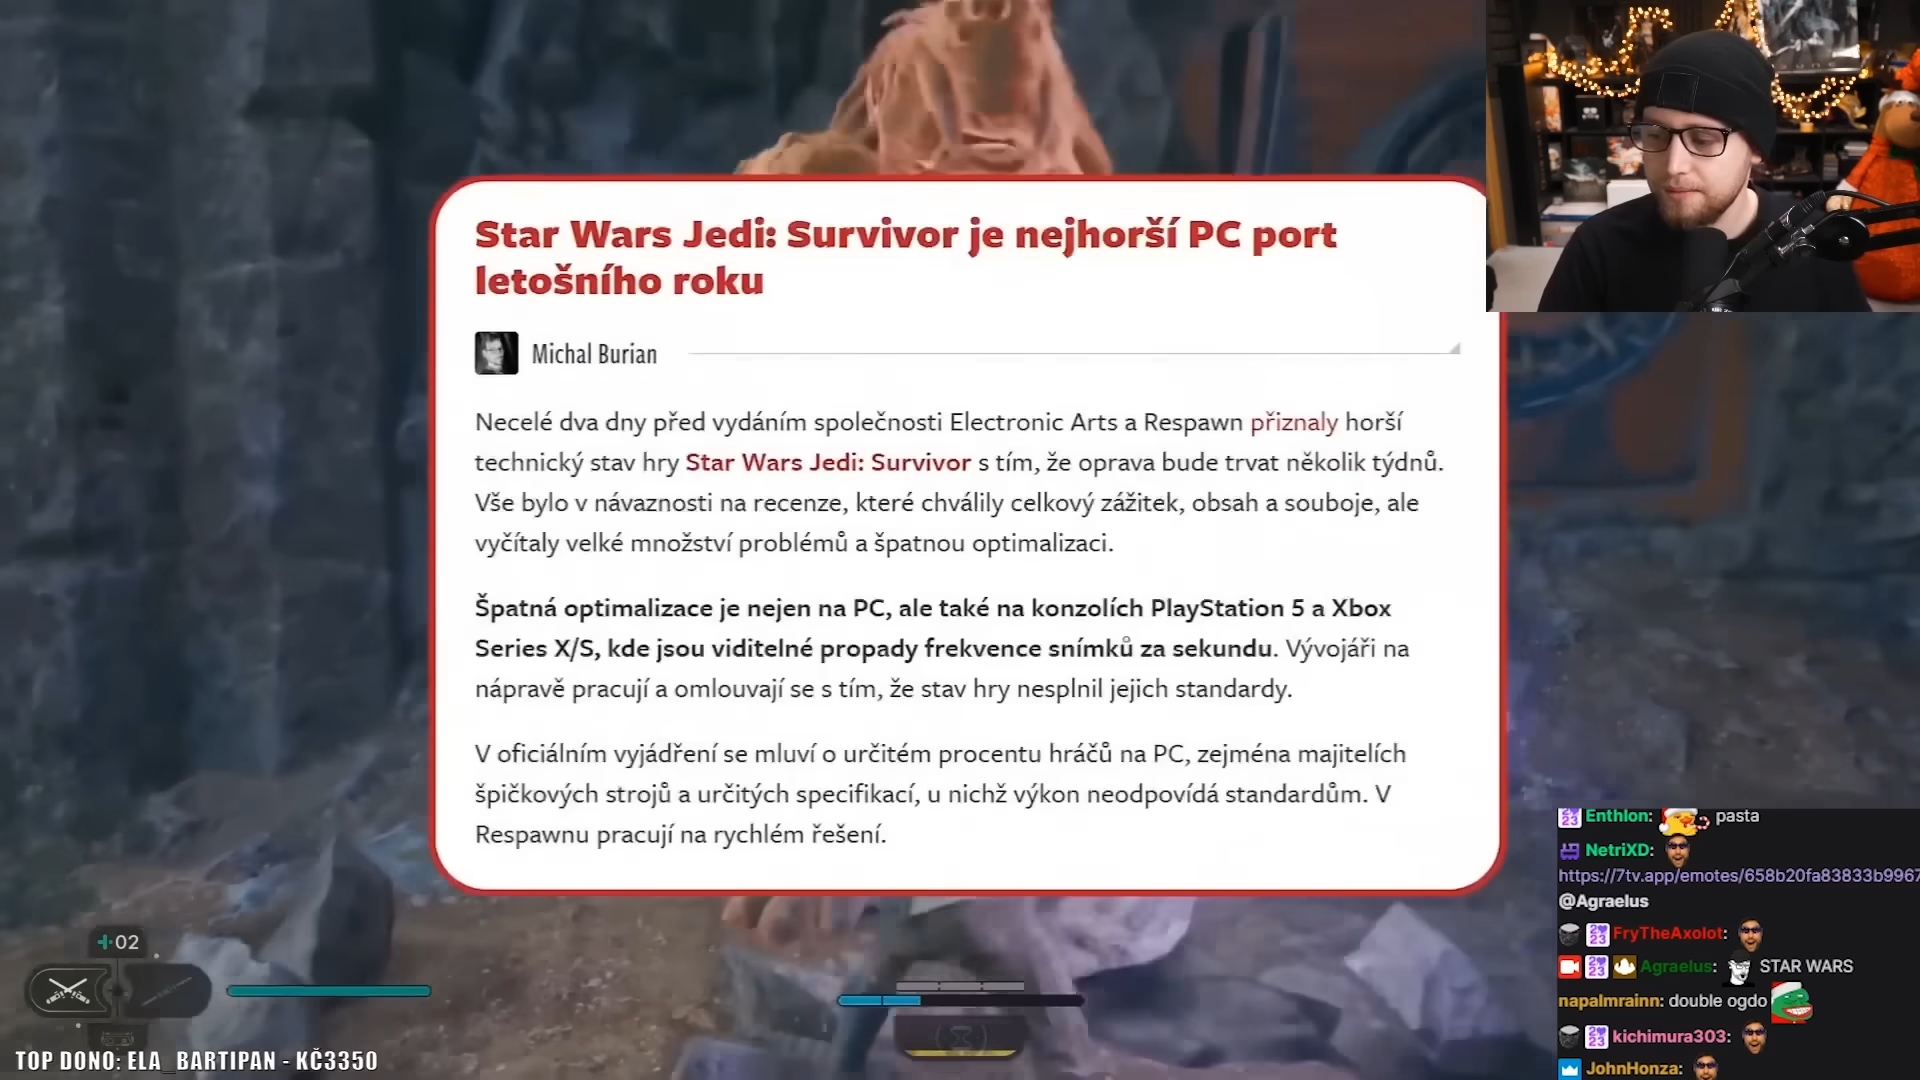 Star Wars Jedi: Survivor je nejhorší PC port
letošního roku
Michal Burian
Necelé dva dny před vydáním společnosti Electronic Arts a Respawn přiznaly horší
technický stav hry Star Wars Jedi: Survivor s tím, že oprava bude trvat několik týdnů.
Vše bylo v návaznosti na recenze, které chválily celkový zážitek, obsah a souboje, ale
vyčítaly velké množství problémů a špatnou optimalizaci.
Špatná optimalizace je nejen na PC, ale také na konzolích PlayStation 5 a Xbox
Series X/S, kde jsou viditelné propady frekvence snímků za sekundu. Vývojáři na
nápravě pracují a omlouvají se s tím, že stav hry nesplnil jejich standardy.
V oficiálním vyjádření se mluví o určitém procentu hráčů na PC, zejména majitelích
špičkových strojů a určitých specifikací, u nichž výkon neodpovídá standardům. V
Respawnu pracují na rychlém řešení.
Enthlon: pasta
NetriXD:
https://7tv.app/emotes/658b20fa83833b9967
@Agraelus
FryTheAxolot:
Agraelus: STAR WARS
napalmrainn: double ogdo
kichimura303:
JohnHonza:
+02
TOP DONO: ELA_BARTIPAN - KČ3350